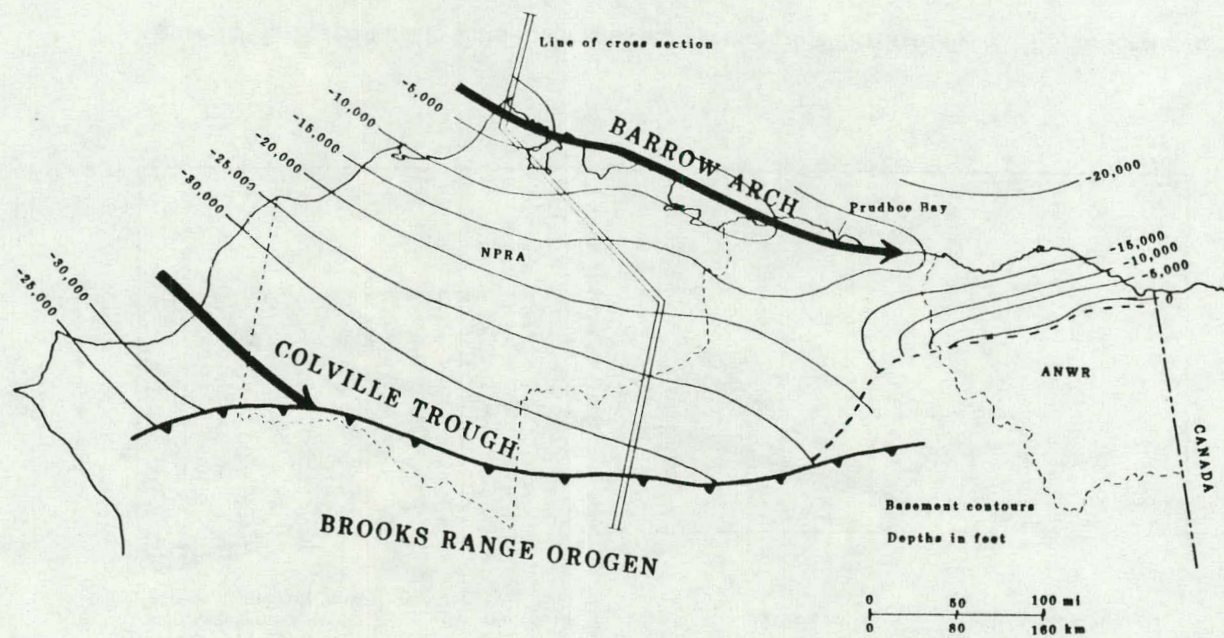 Line of cross section
-5,000
-10,000
-15,000
-20,000
-25,000
-30,000
BARROW ARCH
-20,000
Prudhoe Bay
NPRA
-15,000
-10,000
-5,000
0
-30,000
-25,000
COLVILLE TROUGH
ANWR
CANADA
BROOKS RANGE OROGEN
Basement contours
Depths in feet
0 50 100 mi
0 80 160 km